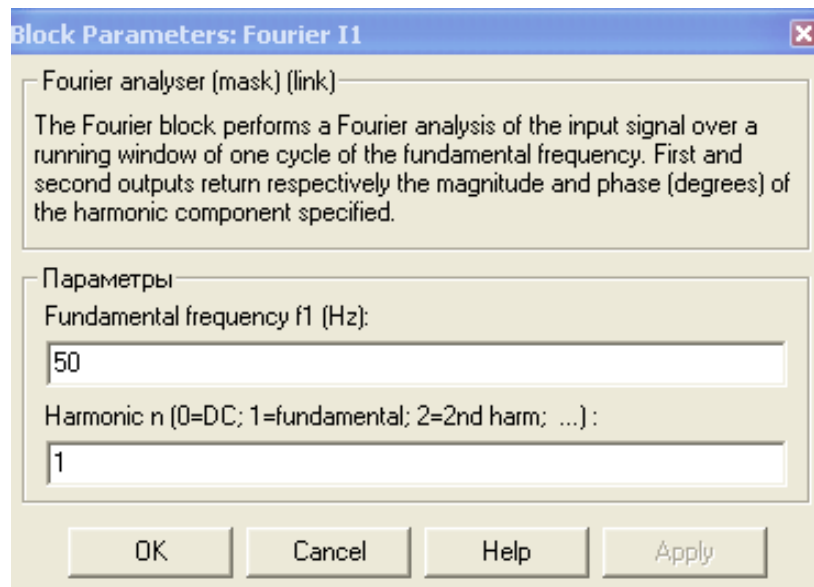 Block Parameters: Fourier I1
Fourier analyser (mask) (link)
The Fourier block performs a Fourier analysis of the input signal over a
running window of one cycle of the fundamental frequency. First and
second outputs return respectively the magnitude and phase (degrees) of
the harmonic component specified.
Параметры
Fundamental frequency f1 (Hz):
50
Harmonic n (0=DC; 1=fundamental; 2=2nd harm; ...) :
1
OK Cancel Help Apply